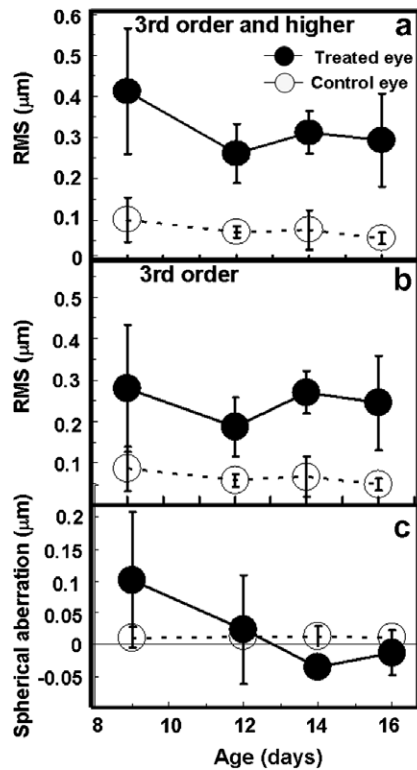 0.6
3rd order and higher
a
0.5
Treated eye
Control eye
0.4
RMS (μm)
0.3
0.2
0.1
0
3rd order
b
0.5
0.4
RMS (μm)
0.3
0.2
0.1
0.2
c
0.15
Spherical aberration (μm)
0.1
0.05
0
-0.05
8 10 12 14 16
Age (days)